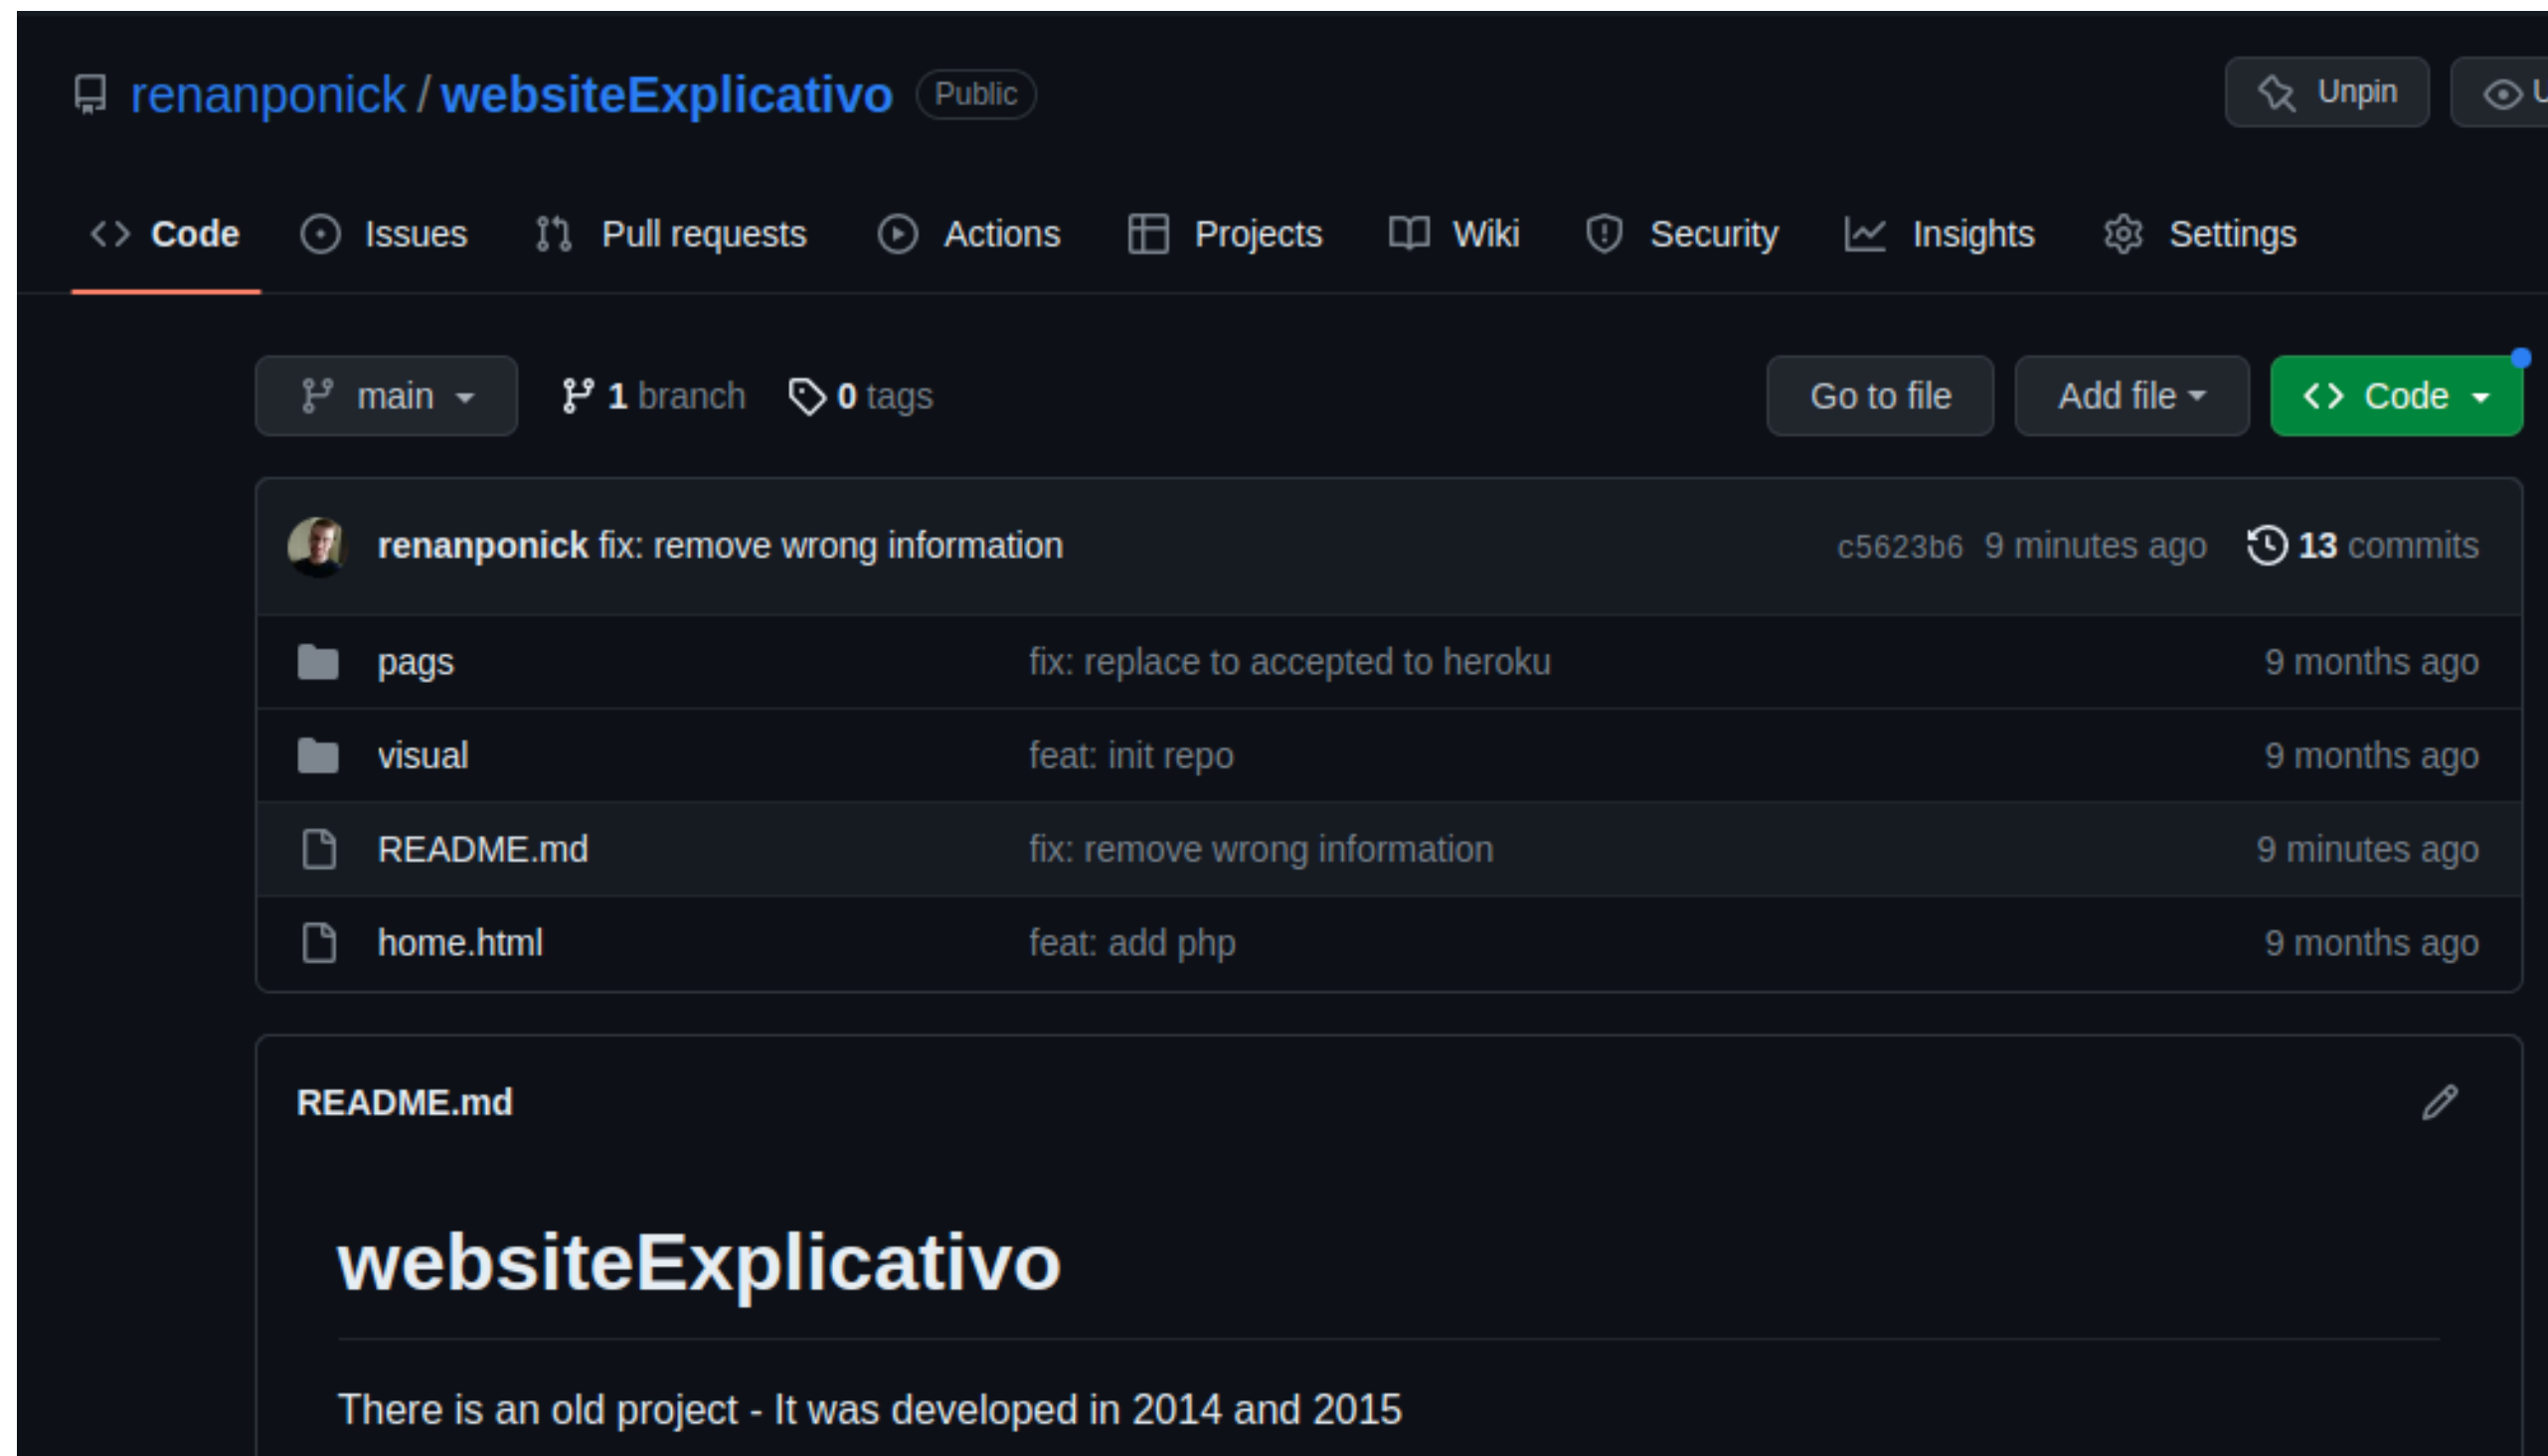 renanponick / websiteExplicativo Public Unpin
Code Issues Pull requests Actions Projects Wiki Security Insights Settings
main 1 branch 0 tags Go to file Add file Code
renanponick fix: remove wrong information c5623b6 9 minutes ago 13 commits
pags fix: replace to accepted to heroku 9 months ago
visual feat: init repo 9 months ago
README.md fix: remove wrong information 9 minutes ago
home.html feat: add php 9 months ago
README.md
websiteExplicativo
There is an old project - It was developed in 2014 and 2015